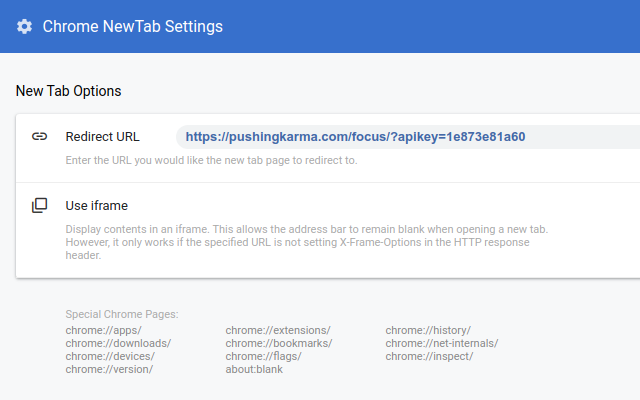 Chrome NewTab Settings
New Tab Options
Redirect URL
https://pushingkarma.com/focus/?apikey=1e873e81a60
Enter the URL you would like the new tab page to redirect to.
Use iframe
Display contents in an iframe. This allows the address bar to remain blank when opening a new tab.
However, it only works if the specified URL is not setting X-Frame-Options in the HTTP response
header.
Special Chrome Pages:
chrome://apps/ chrome://extensions/ chrome://history/
chrome://downloads/ chrome://bookmarks/ chrome://net-internals/
chrome://devices/ chrome://flags/ chrome://inspect/
chrome://version/ about:blank